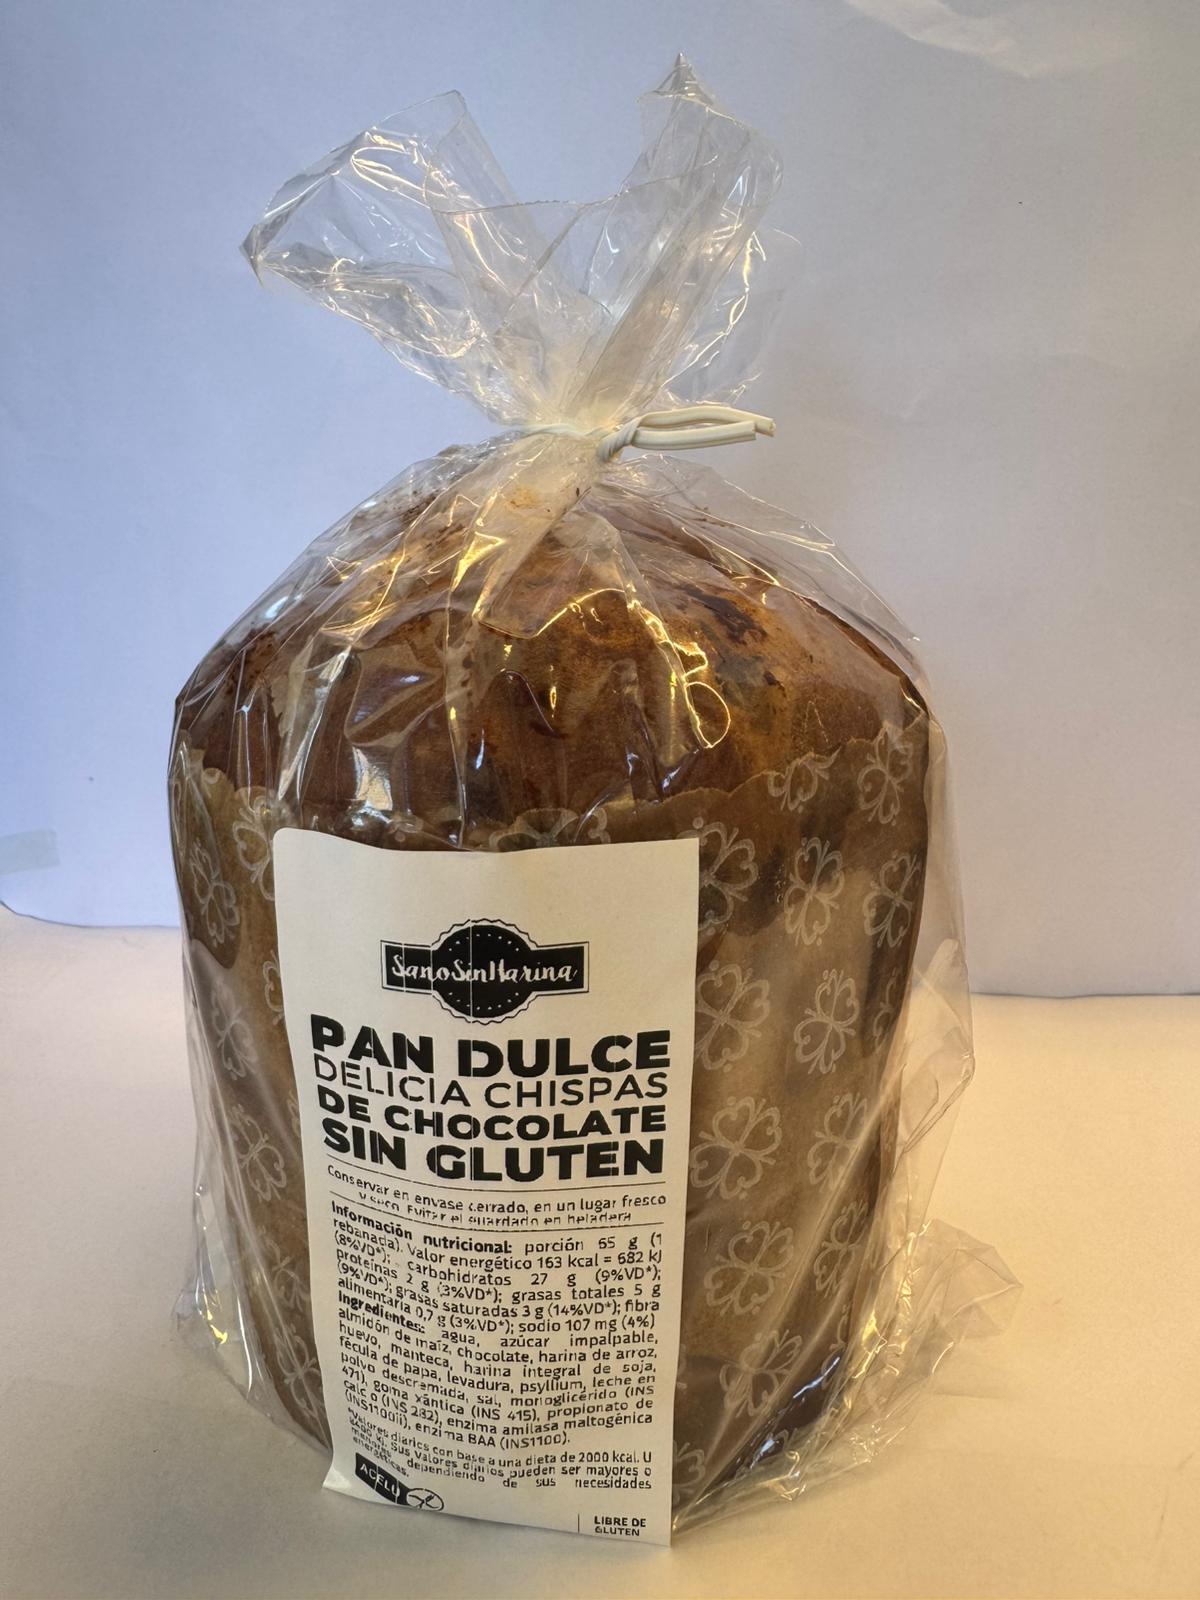 SanoSinHarina
PAN DULCE
DELICIA CHISPAS
DE CHOCOLATE
SIN GLUTEN
Conservar en envase cerrado, en un lugar fresco
y seco. Evitar el guardado en heladera
Información nutricional: porción 65 g (1
rebanada). Valor energético 163 kcal = 682 kJ
(8%VD*); carbohidratos 27 g (9%VD*);
proteínas 2 g (3%VD*); grasas totales 5 g
(9%VD*); grasas saturadas 3 g (14%VD*); fibra
alimentaria 0,7 g (3%VD*); sodio 107 mg (4%)
Ingredientes: agua, azúcar impalpable,
almidón de maíz, chocolate, harina de arroz,
huevo, manteca, harina integral de soja,
fécula de papa, levadura, psyllium, leche en
polvo descremada, sal, monoglicérido (INS
471), goma xántica (INS 415), propionato de
calcio (INS 282), enzima amilasa maltogénica
(INS1100ii), enzima BAA (INS1100).
*Valores diarios con base a una dieta de 2000 kcal. U
8400 kJ. Sus valores diarios pueden ser mayores o
menores dependiendo de sus necesidades
energéticas.
ACELU
LIBRE DE
GLUTEN